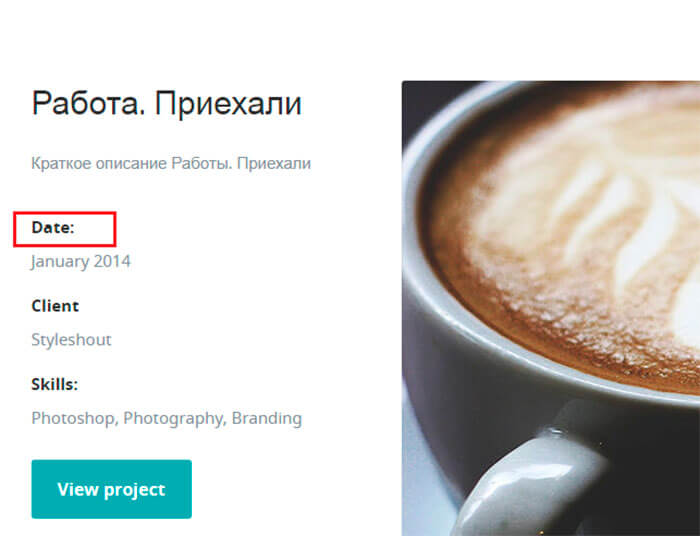 Работа. Приехали
Краткое описание Работы. Приехали
Date:
January 2014
Client
Styleshout
Skills:
Photoshop, Photography, Branding
View project